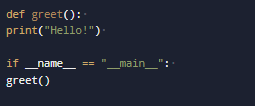 def greet():
print("Hello!")

if __name__ == "__main__":
greet()